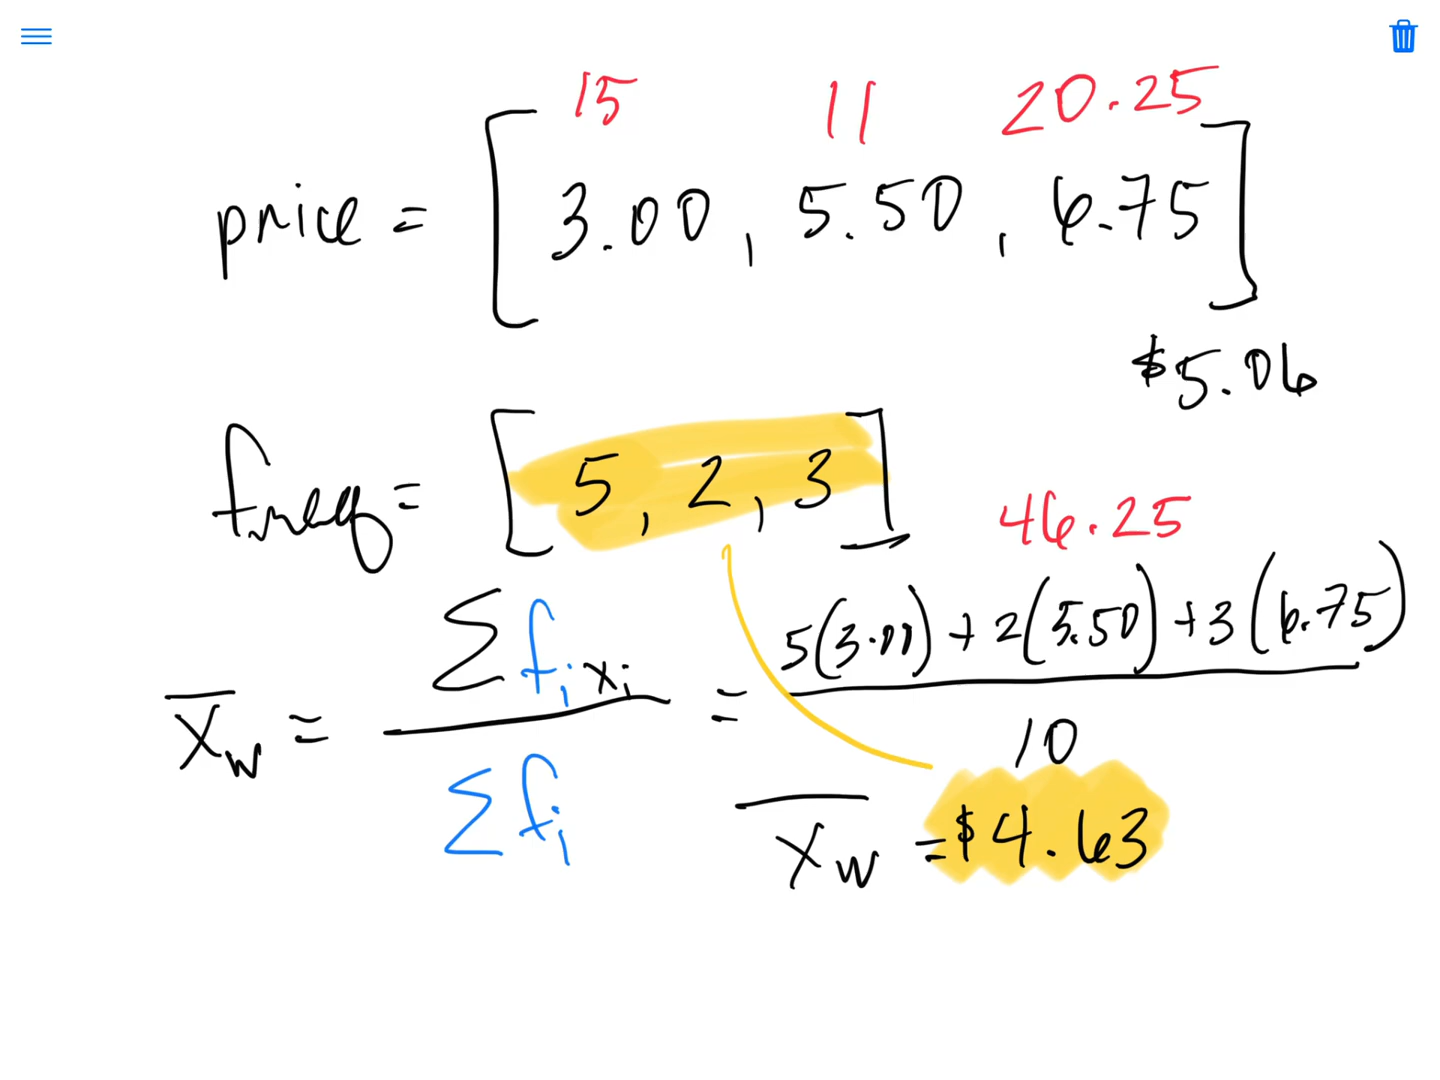 15 11 20.25
price = [3.00, 5.50, 6.75]
$5.06
freq = [5, 2, 3]
46.25
x̄w = Σfixi / Σfi = 5(3.00) + 2(5.50) + 3(6.75) / 10
x̄w = $4.63